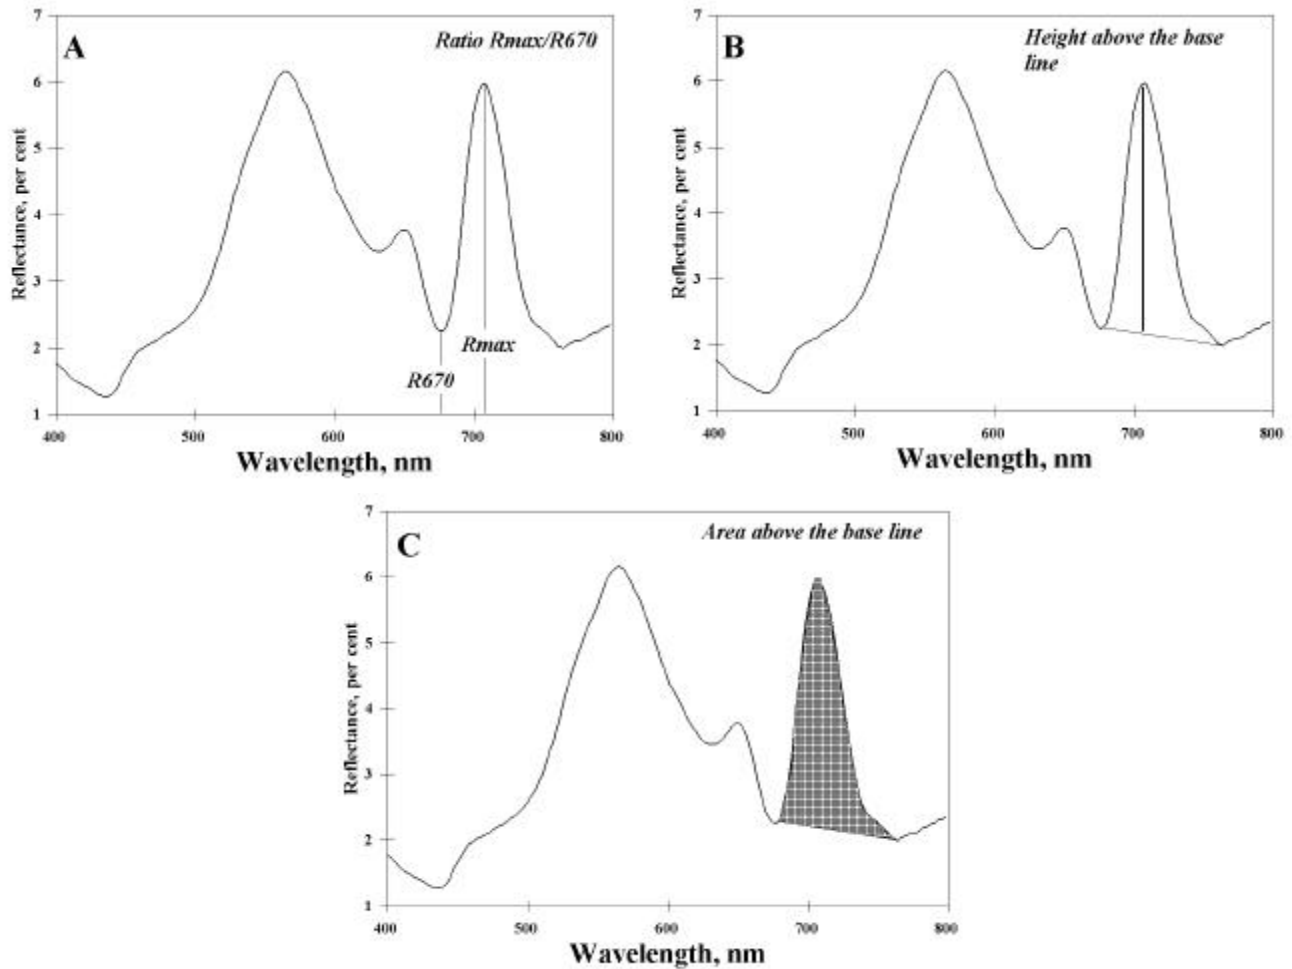 A
Ratio Rmax/R670
Reflectance, per cent
7
6
5
4
3
2
1
Rmax
R670
400 500 600 700 800
Wavelength, nm
B
Height above the base
line
Reflectance, per cent
7
6
5
4
3
2
1
400 500 600 700 800
Wavelength, nm
C
Area above the base line
Reflectance, per cent
7
6
5
4
3
2
1
400 500 600 700 800
Wavelength, nm